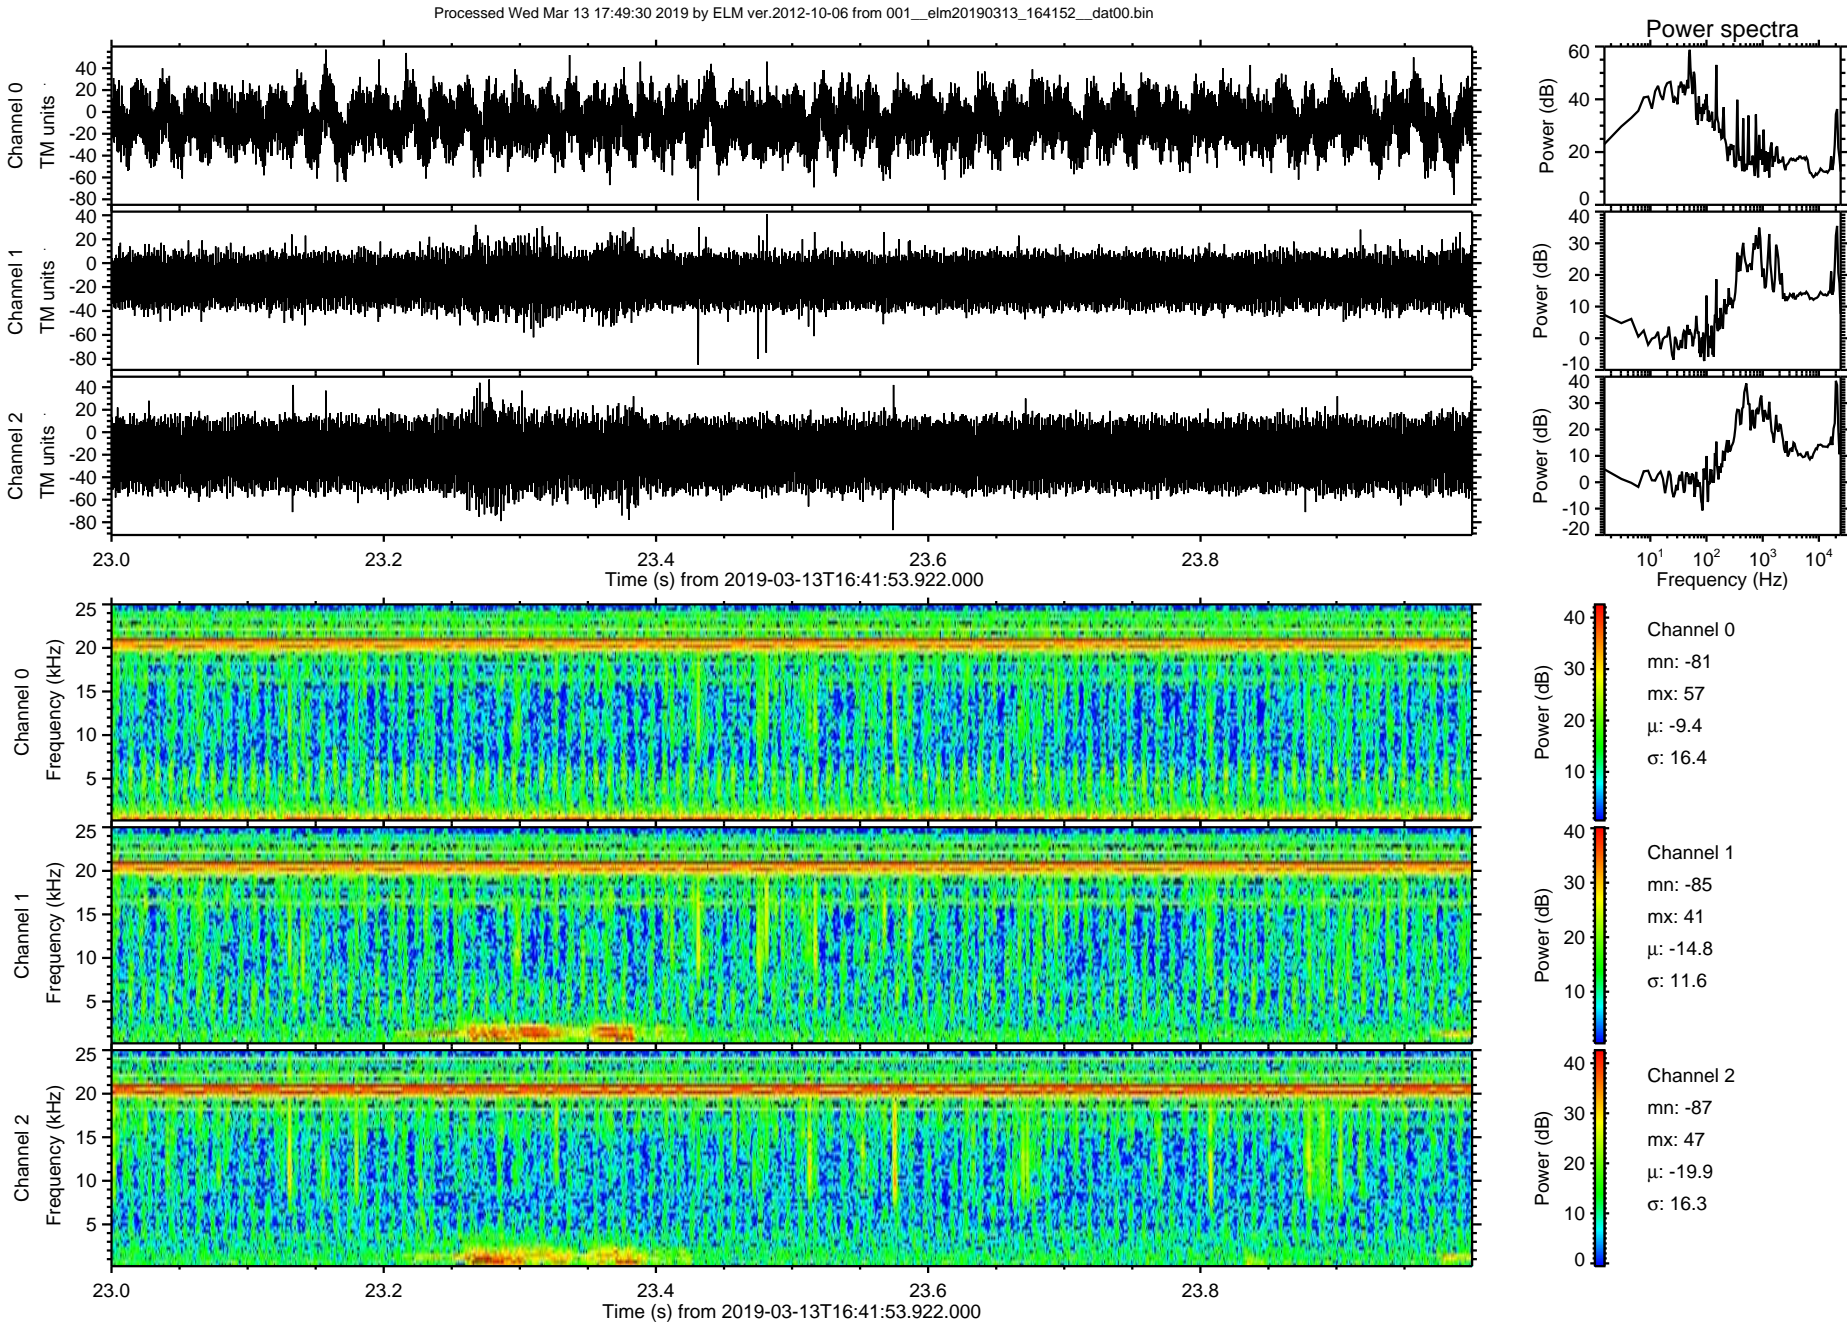 Processed Wed Mar 13 17:49:30 2019 by ELM ver.2012-10-06 from 001__elm20190313_164152__dat00.bin
Power spectra
Channel 0
TM units
40
20
0
-20
-40
-60
-80
Power (dB)
60
40
20
0
Channel 1
TM units
40
20
0
-20
-40
-60
-80
Power (dB)
40
30
20
10
0
-10
Channel 2
TM units
40
20
0
-20
-40
-60
-80
Power (dB)
40
30
20
10
0
-10
-20
23.0 23.2 23.4 23.6 23.8
Time (s) from 2019-03-13T16:41:53.922.000
10¹ 10² 10³ 10⁴
Frequency (Hz)
Channel 0
Frequency (kHz)
25
20
15
10
5
Power (dB)
40
30
20
10
Channel 0
mn: -81
mx: 57
μ: -9.4
σ: 16.4
Channel 1
Frequency (kHz)
25
20
15
10
5
Power (dB)
40
30
20
10
Channel 1
mn: -85
mx: 41
μ: -14.8
σ: 11.6
Channel 2
Frequency (kHz)
25
20
15
10
5
Power (dB)
40
30
20
10
0
Channel 2
mn: -87
mx: 47
μ: -19.9
σ: 16.3
23.0 23.2 23.4 23.6 23.8
Time (s) from 2019-03-13T16:41:53.922.000